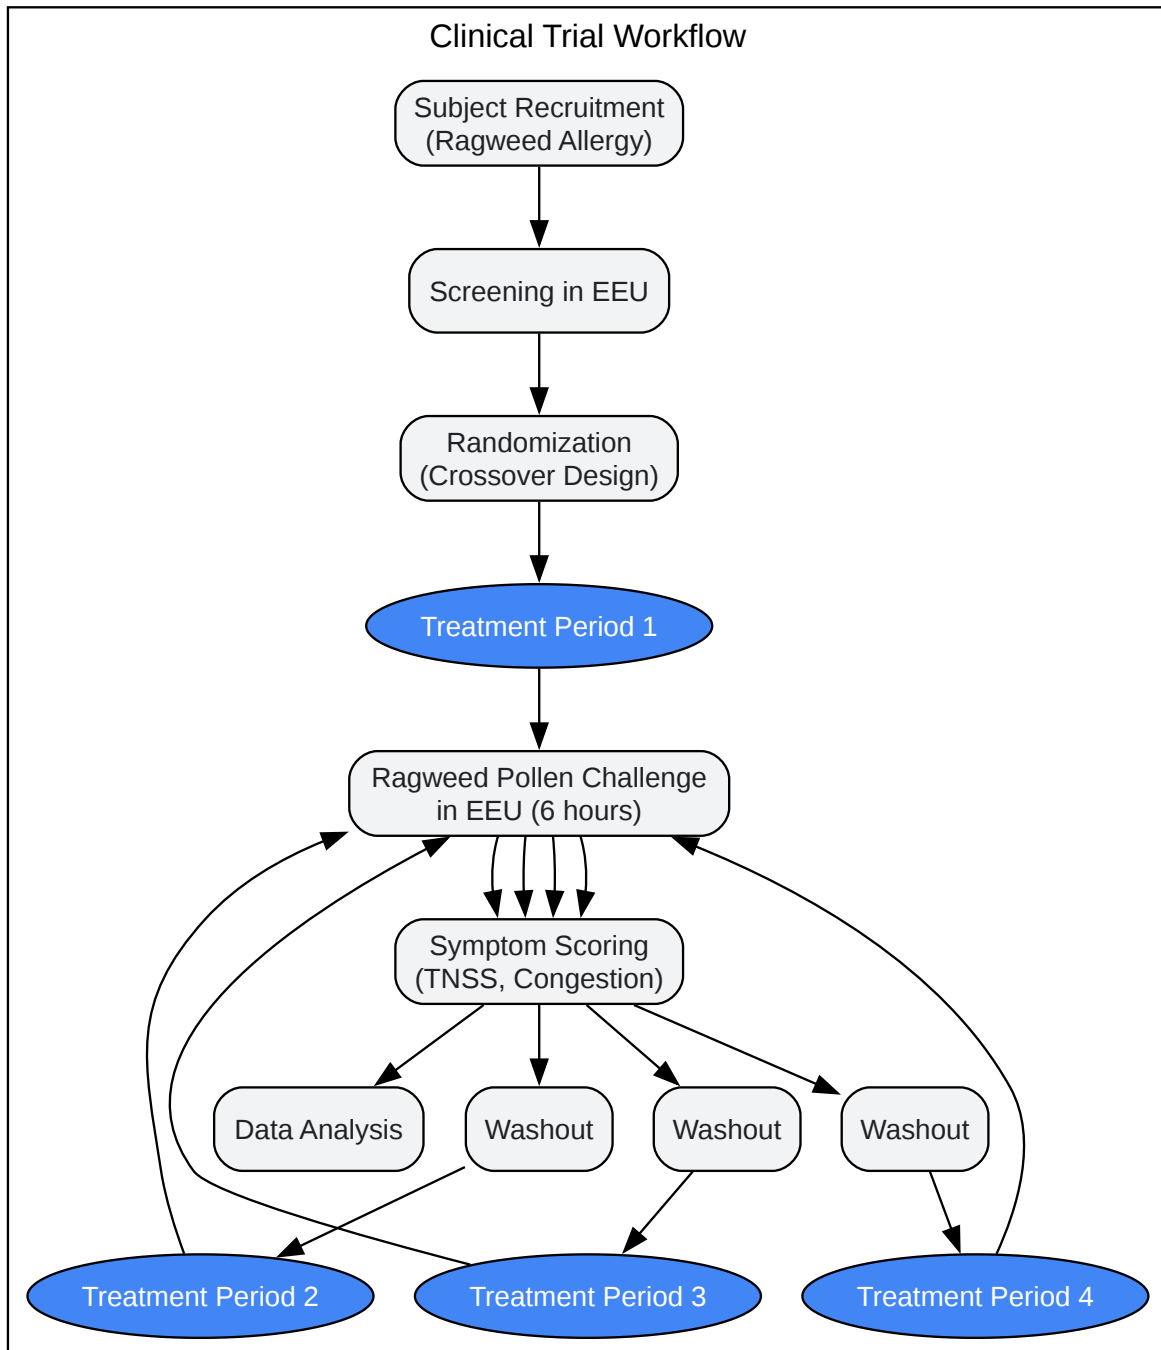 Clinical Trial Workflow
Subject Recruitment
(Ragweed Allergy)
Screening in EEU
Randomization
(Crossover Design)
Treatment Period 1
Ragweed Pollen Challenge
in EEU (6 hours)
Symptom Scoring
(TNSS, Congestion)
Data Analysis
Washout
Washout
Washout
Treatment Period 2
Treatment Period 3
Treatment Period 4